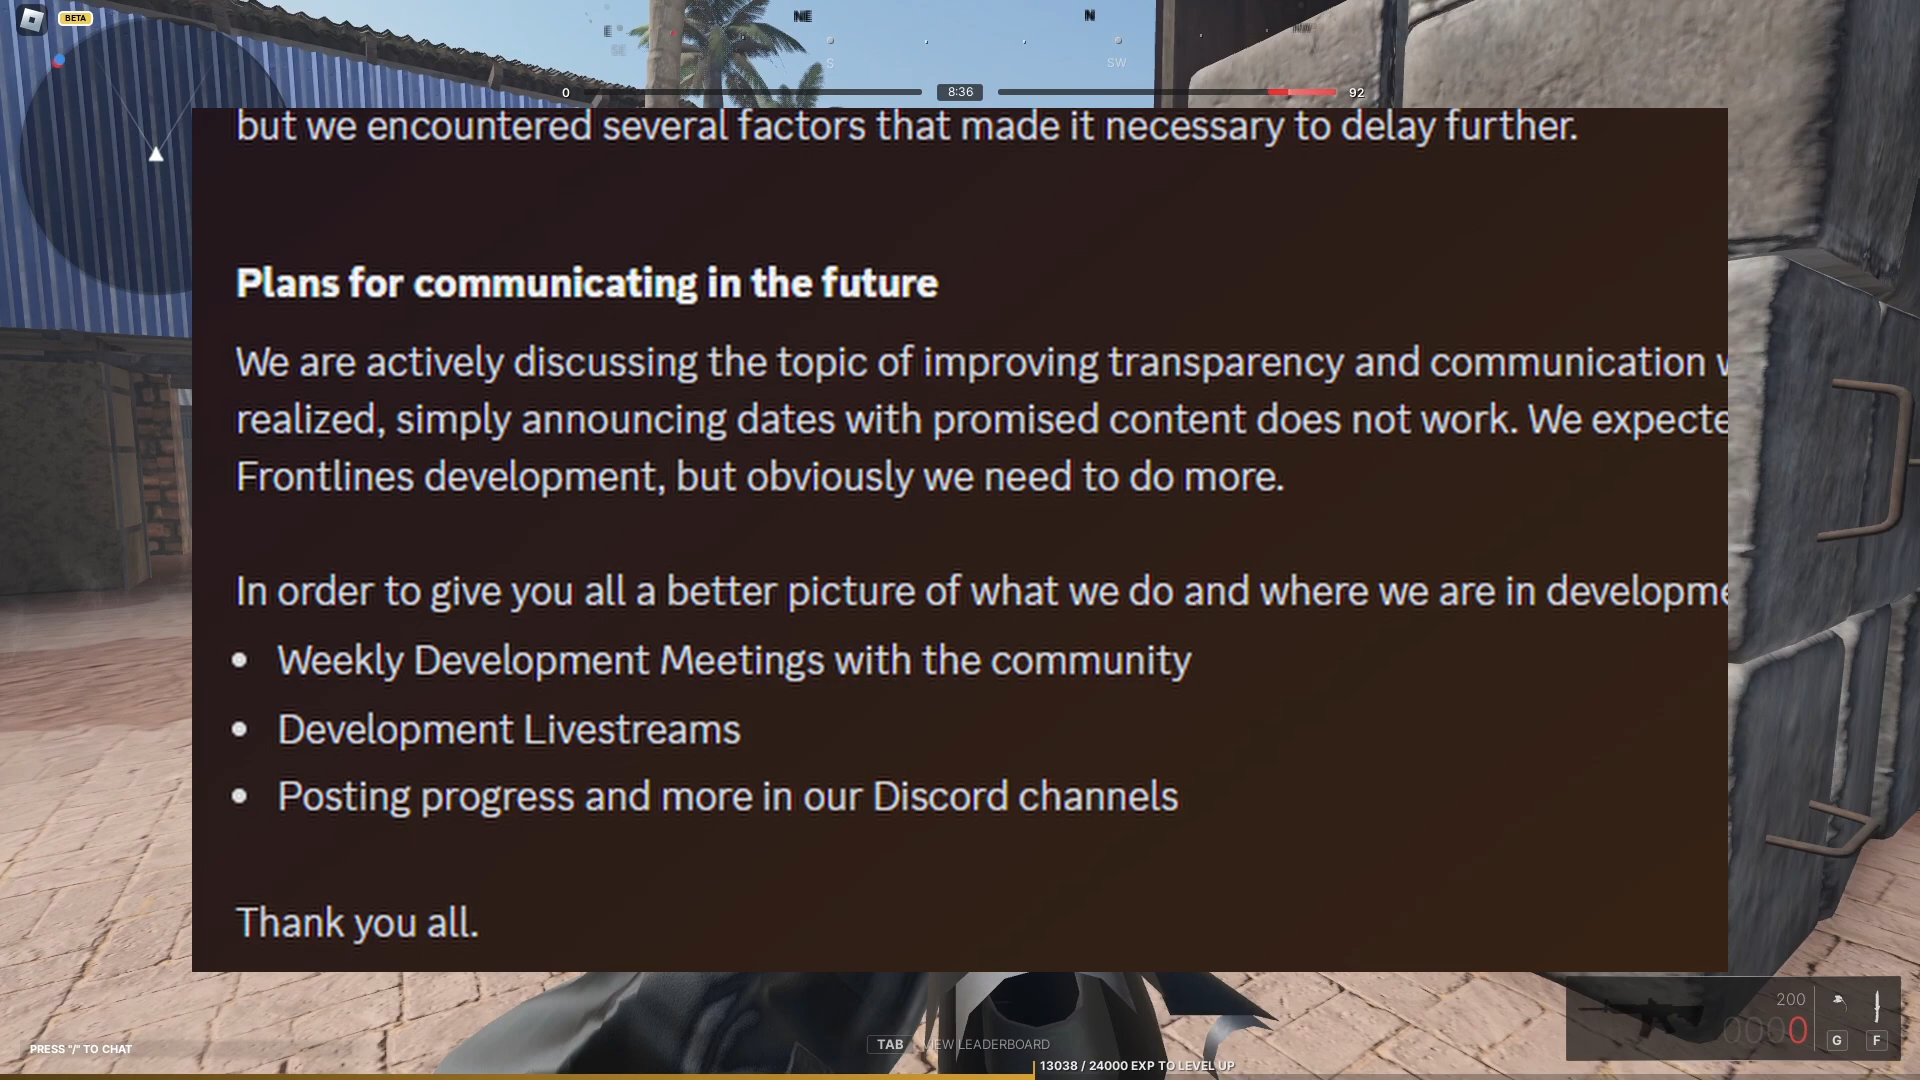 BETA
NE
N
E
SE
S
SW
0
8:36
92
but we encountered several factors that made it necessary to delay further.
Plans for communicating in the future
We are actively discussing the topic of improving transparency and communication
realized, simply announcing dates with promised content does not work. We expecte
Frontlines development, but obviously we need to do more.
In order to give you all a better picture of what we do and where we are in developme
• Weekly Development Meetings with the community
• Development Livestreams
• Posting progress and more in our Discord channels
Thank you all.
200
0000
G
F
PRESS "/" TO CHAT
TAB VIEW LEADERBOARD
13038 / 24000 EXP TO LEVEL UP